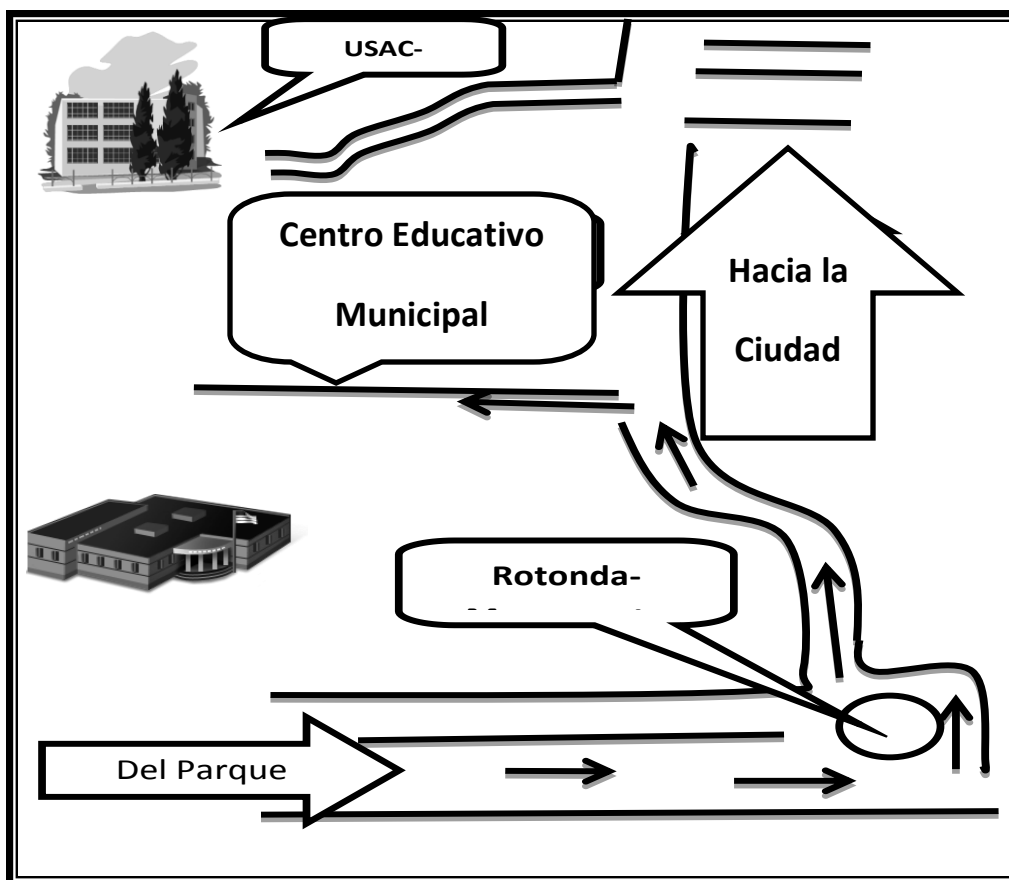 USAC-
Centro Educativo
Municipal
Hacia la
Ciudad
Rotonda-
Del Parque